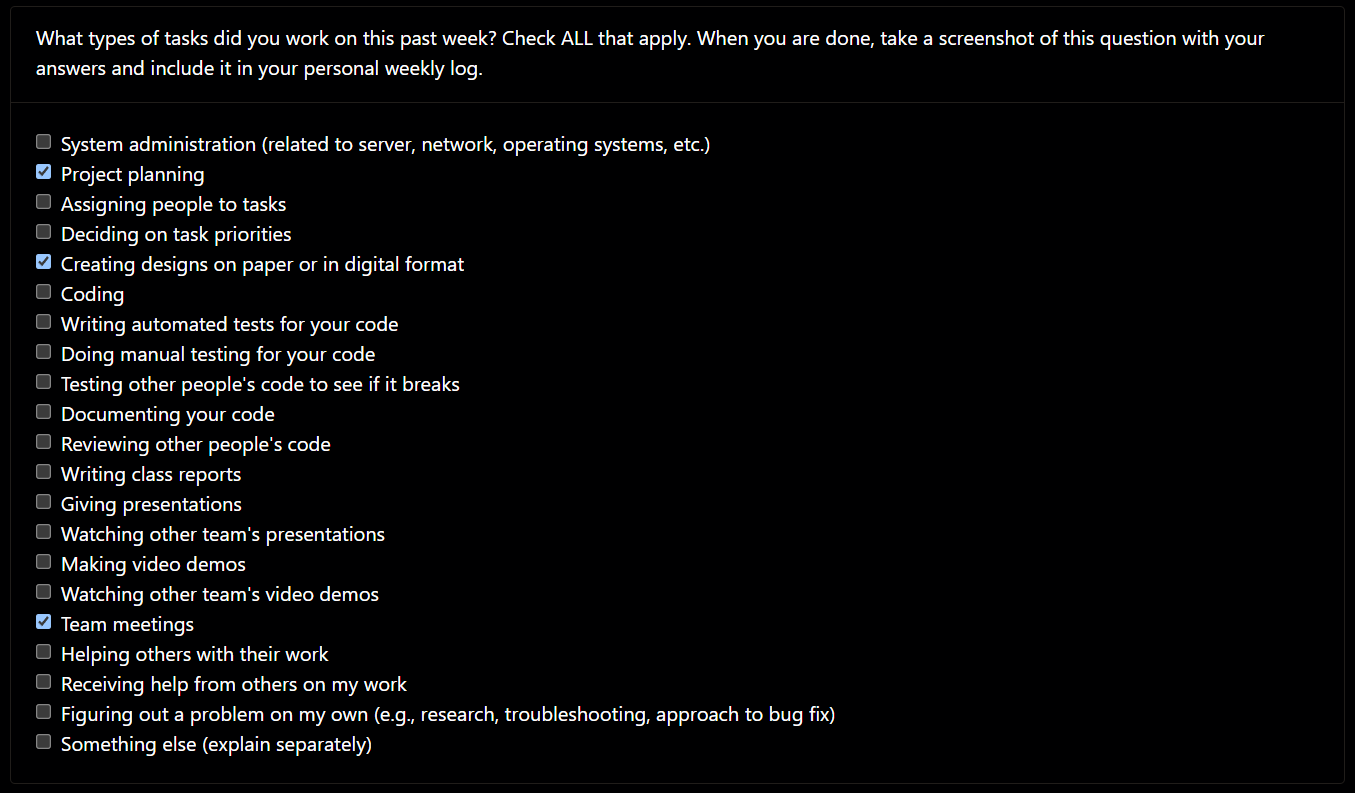 What types of tasks did you work on this past week? Check ALL that apply. When you are done, take a screenshot of this question with your
answers and include it in your personal weekly log.
System administration (related to server, network, operating systems, etc.)
Project planning
Assigning people to tasks
Deciding on task priorities
Creating designs on paper or in digital format
Coding
Writing automated tests for your code
Doing manual testing for your code
Testing other people's code to see if it breaks
Documenting your code
Reviewing other people's code
Writing class reports
Giving presentations
Watching other team's presentations
Making video demos
Watching other team's video demos
Team meetings
Helping others with their work
Receiving help from others on my work
Figuring out a problem on my own (e.g., research, troubleshooting, approach to bug fix)
Something else (explain separately)